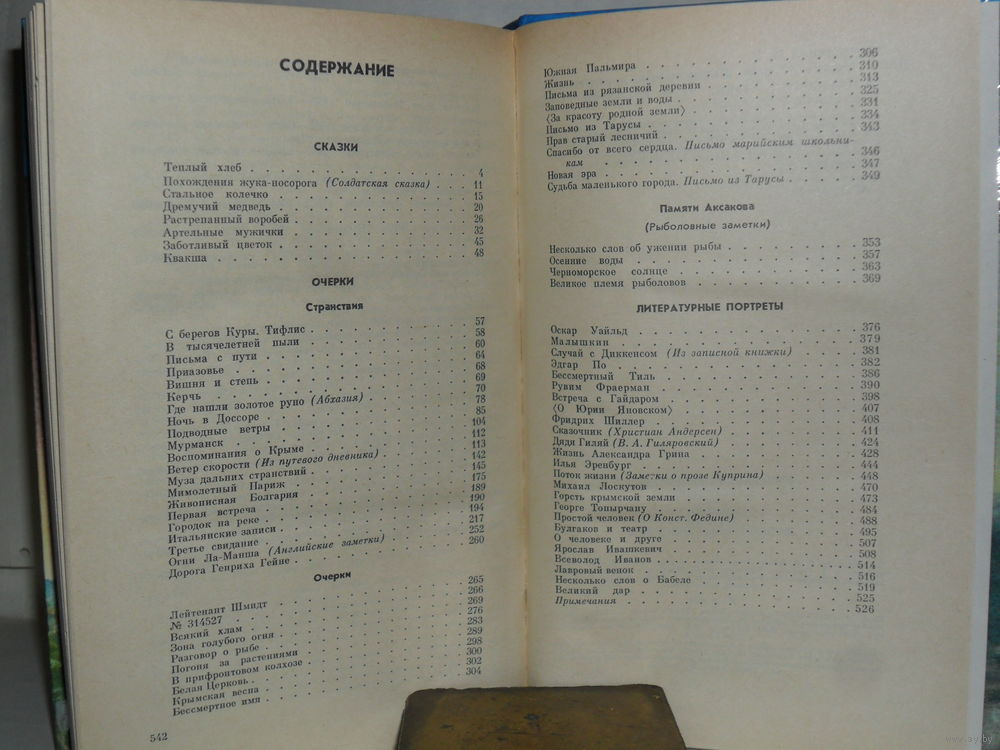 СОДЕРЖАНИЕ
СКАЗКИ
Теплый хлеб . . . 4
Похождения жука-носорога (Солдатская сказка) . . . 11
Стальное колечко . . . 15
Дремучий медведь . . . 20
Растрепанный воробей . . . 26
Артельные мужички . . . 32
Заботливый цветок . . . 45
Квакша . . . 48
ОЧЕРКИ
Странствия
С берегов Куры. Тифлис . . . 57
В тысячелетней пыли . . . 58
Письма с пути . . . 60
Приазовье . . . 64
Вишня и степь . . . 68
Керчь . . . 69
Где нашли золотое руно (Абхазия) . . . 70
Ночь в Доссоре . . . 78
Подводные ветры . . . 85
Мурманск . . . 104
Воспоминания о Крыме . . . 112
Ветер скорости (Из путевого дневника) . . . 113
Муза дальних странствий . . . 142
Мимолетный Париж . . . 145
Живописная Болгария . . . 175
Первая встреча . . . 189
Городок на реке . . . 190
Итальянские записи . . . 194
Третье свидание . . . 217
Огни Ла-Манша (Английские заметки) . . . 252
Дорога Генриха Гейне . . . 260
Очерки
Лейтенант Шмидт . . . 265
№ 314527 . . . 266
Всякий хлам . . . 269
Зона голубого огня . . . 276
Разговор о рыбе . . . 283
Погоня за растениями . . . 289
В прифронтовом колхозе . . . 298
Белая Церковь . . . 300
Крымская весна . . . 302
Бессмертное имя . . . 304
542
Южная Пальмира . . . 306
Жизнь . . . 310
Письма из рязанской деревни . . . 313
Заповедные земли и воды . . . 325
⟨За красоту родной земли⟩ . . . 331
Письмо из Тарусы . . . 334
Прав старый лесничий . . . 343
Спасибо от всего сердца. Письмо марийским школьни-
кам . . . 346
Новая эра . . . 347
Судьба маленького города. Письмо из Тарусы . . . 349
Памяти Аксакова
(Рыболовные заметки)
Несколько слов об ужении рыбы . . . 353
Осенние воды . . . 357
Черноморское солнце . . . 363
Великое племя рыболовов . . . 369
ЛИТЕРАТУРНЫЕ ПОРТРЕТЫ
Оскар Уайльд . . . 376
Малышкин . . . 379
Случай с Диккенсом (Из записной книжки) . . . 381
Эдгар По . . . 382
Бессмертный Тиль . . . 386
Рувим Фраерман . . . 390
Встреча с Гайдаром . . . 398
⟨О Юрии Яновском⟩ . . . 407
Фридрих Шиллер . . . 408
Сказочник (Христиан Андерсен) . . . 411
Дядя Гиляй (В. А. Гиляровский) . . . 424
Жизнь Александра Грина . . . 428
Илья Эренбург . . . 444
Поток жизни (Заметки о прозе Куприна) . . . 448
Михаил Лоскутов . . . 470
Горсть крымской земли . . . 473
Георге Топырчану . . . 484
Простой человек (О Конст. Федине) . . . 488
Булгаков и театр . . . 495
О человеке и друге . . . 507
Ярослав Ивашкевич . . . 508
Всеволод Иванов . . . 514
Лавровый венок . . . 516
Несколько слов о Бабеле . . . 519
Великий дар . . . 525
Примечания . . . 526
www.ay.by